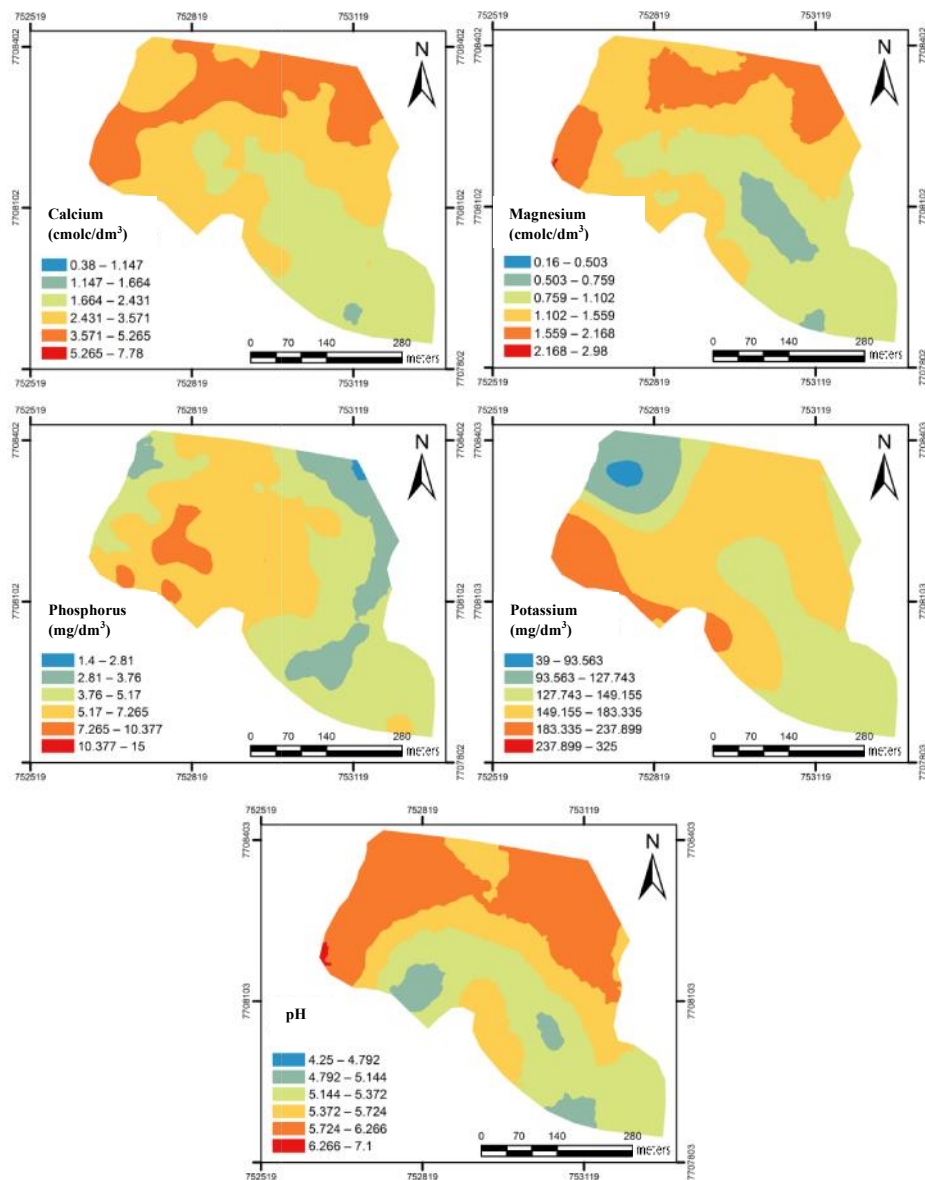 752519 752819 753119
7708402
7708102
N
Calcium
(cmolc/dm³)
0.38 – 1.147
1.147 – 1.664
1.664 – 2.431
2.431 – 3.571
3.571 – 5.265
5.265 – 7.78
0 70 140 280
meters
752519 752819 753119
752519 752819 753119
7708402
7708102
7707802
N
Magnesium
(cmolc/dm³)
0.16 – 0.503
0.503 – 0.759
0.759 – 1.102
1.102 – 1.559
1.559 – 2.168
2.168 – 2.98
0 70 140 280
meters
752519 752819 753119
7708402
7708102
7707802
N
Phosphorus
(mg/dm³)
1.4 – 2.81
2.81 – 3.76
3.76 – 5.17
5.17 – 7.265
7.265 – 10.377
10.377 – 15
0 70 140 280
meters
752519 752819 753119
7708403
7708103
7707803
N
Potassium
(mg/dm³)
39 – 93.563
93.563 – 127.743
127.743 – 149.155
149.155 – 183.335
183.335 – 237.899
237.899 – 325
0 70 140 280
meters
752519 752819 753119
752519 752819 753119
7708403
7708103
7707803
N
pH
4.25 – 4.792
4.792 – 5.144
5.144 – 5.372
5.372 – 5.724
5.724 – 6.266
6.266 – 7.1
0 70 140 280
meters
752519 752819 753119